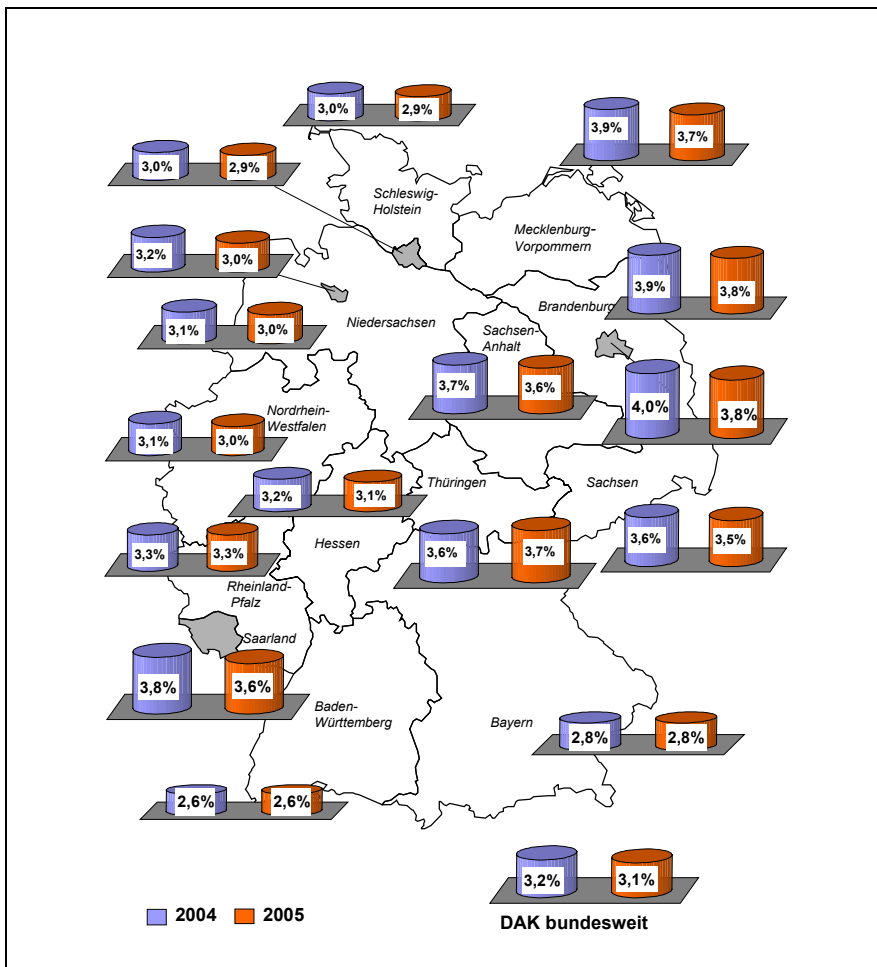 3,0% 2,9%
3,9% 3,7%
3,0% 2,9%
Schleswig-
Holstein
Mecklenburg-
Vorpommern
3,2% 3,0%
3,9% 3,8%
Brandenburg
3,1% 3,0%
Niedersachsen
Sachsen-
Anhalt
3,7% 3,6%
4,0% 3,8%
Nordrhein-
Westfalen
3,1% 3,0%
3,2% 3,1%
Thüringen
Sachsen
3,3% 3,3%
Hessen
3,6% 3,7%
3,6% 3,5%
Rheinland-
Pfalz
Saarland
3,8% 3,6%
Baden-
Württemberg
Bayern
2,8% 2,8%
2,6% 2,6%
3,2% 3,1%
2004 2005
DAK bundesweit